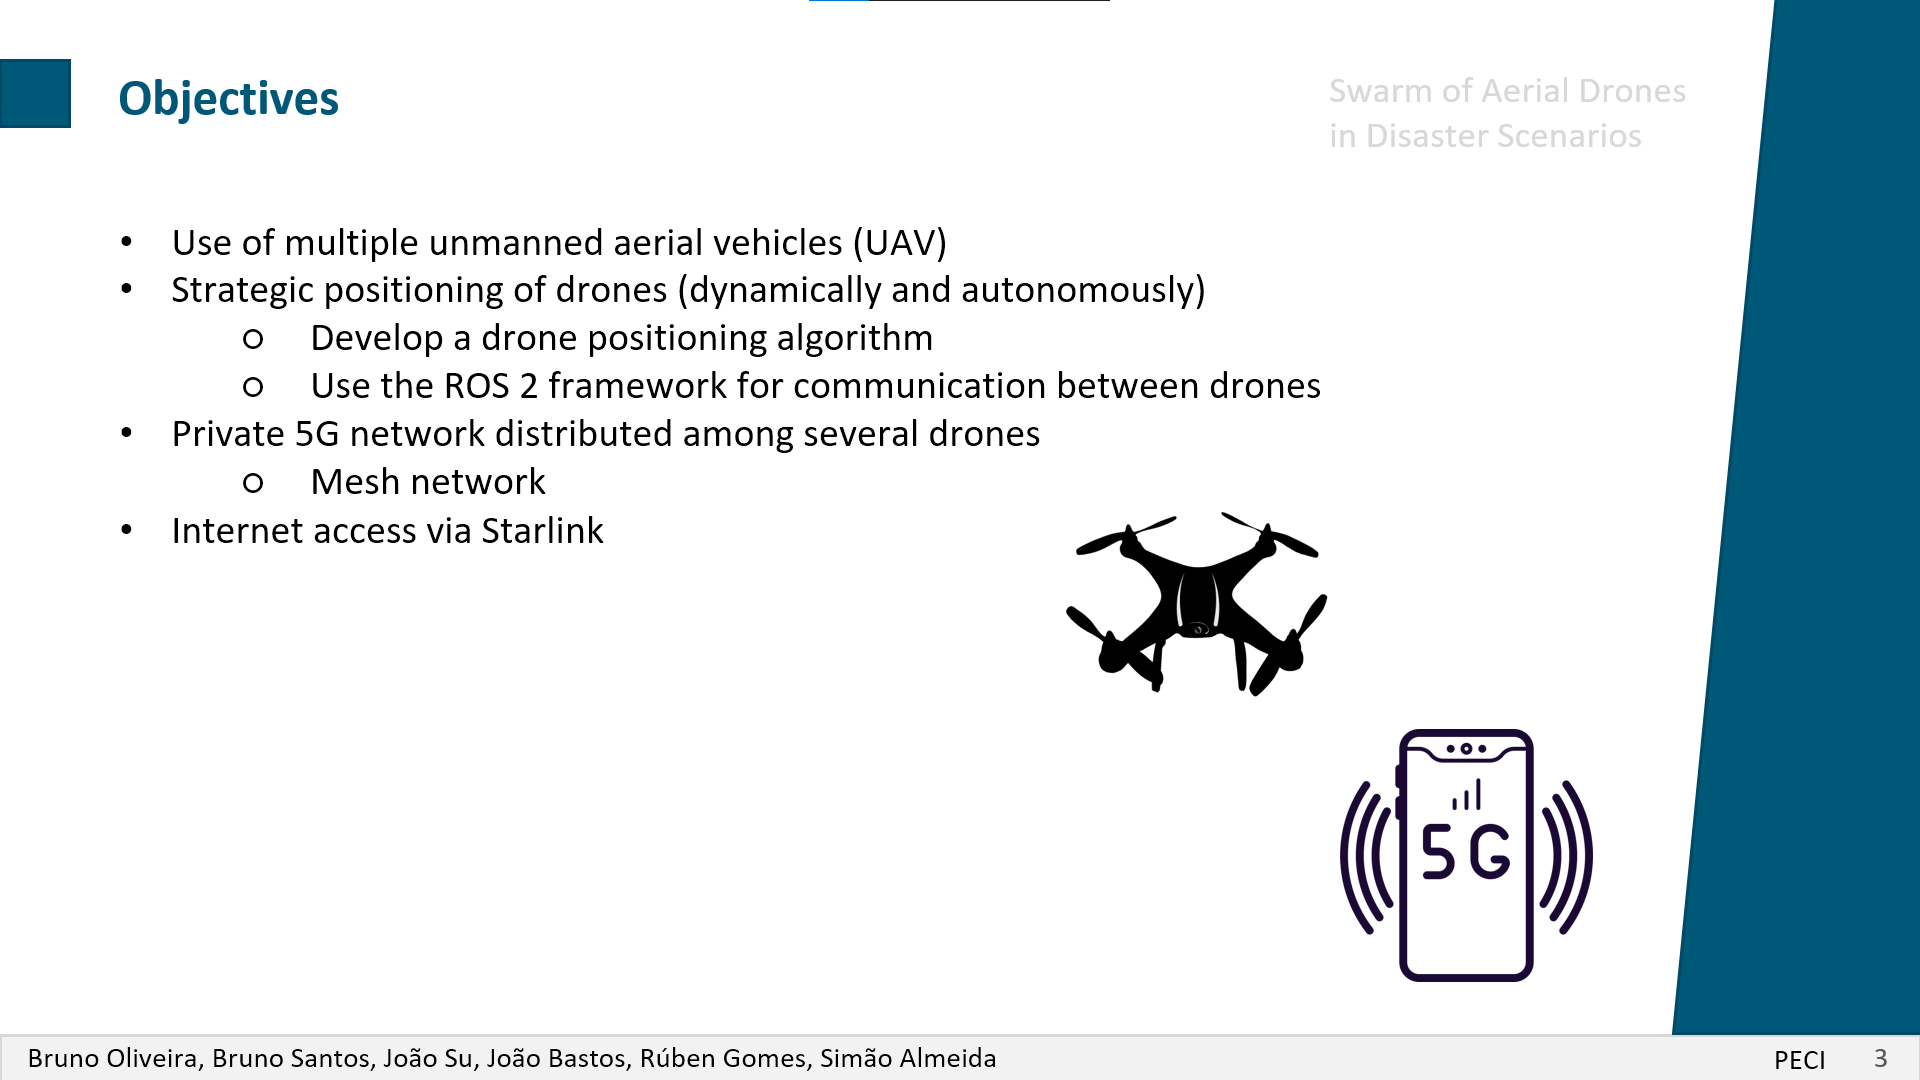 Objectives
Swarm of Aerial Drones
in Disaster Scenarios
• Use of multiple unmanned aerial vehicles (UAV)
• Strategic positioning of drones (dynamically and autonomously)
○ Develop a drone positioning algorithm
○ Use the ROS 2 framework for communication between drones
• Private 5G network distributed among several drones
○ Mesh network
• Internet access via Starlink
5G
Bruno Oliveira, Bruno Santos, João Su, João Bastos, Rúben Gomes, Simão Almeida
PECI 3